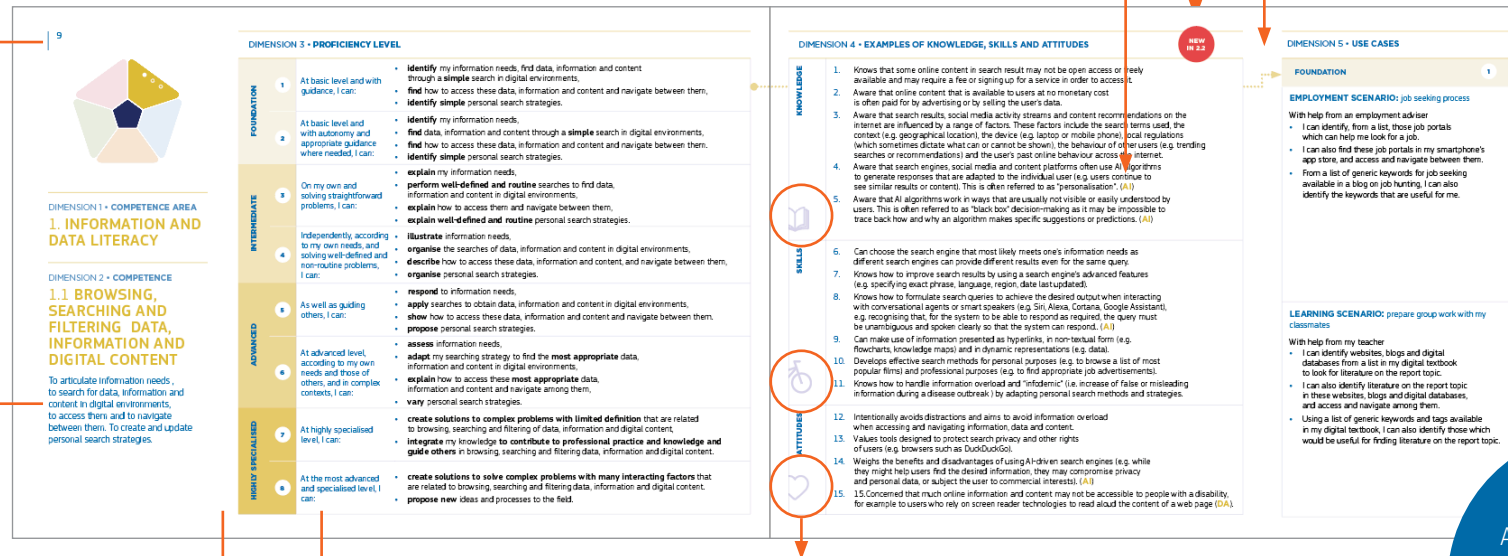 9
DIMENSION 1 • COMPETENCE AREA
1. INFORMATION AND
DATA LITERACY
DIMENSION 2 • COMPETENCE
1.1 BROWSING,
SEARCHING AND
FILTERING DATA,
INFORMATION AND
DIGITAL CONTENT
To articulate information needs ,
to search for data, information and
content in digital environments,
to access them and to navigate
between them. To create and update
personal search strategies.
DIMENSION 3 • PROFICIENCY LEVEL
FOUNDATION
1
At basic level and with
guidance, I can:
• identify my information needs, find data, information and content
through a simple search in digital environments,
• find how to access these data, information and content and navigate between them,
• identify simple personal search strategies.
2
At basic level and
with autonomy and
appropriate guidance
where needed, I can:
• identify my information needs,
• find data, information and content through a simple search in digital environments,
• find how to access these data, information and content and navigate between them.
• identify simple personal search strategies.
INTERMEDIATE
3
On my own and
solving straightforward
problems, I can:
• explain my information needs,
• perform well-defined and routine searches to find data,
information and content in digital environments,
• explain how to access them and navigate between them,
• explain well-defined and routine personal search strategies.
4
Independently, according
to my own needs, and
solving well-defined and
non-routine problems,
I can:
• illustrate information needs,
• organise the searches of data, information and content in digital environments,
• describe how to access these data, information and content, and navigate between them,
• organise personal search strategies.
ADVANCED
5
As well as guiding
others, I can:
• respond to information needs,
• apply searches to obtain data, information and content in digital environments,
• show how to access these data, information and content and navigate between them.
• propose personal search strategies.
6
At advanced level,
according to my own
needs and those of
others, and in complex
contexts, I can:
• assess information needs,
• adapt my searching strategy to find the most appropriate data,
information and content in digital environments,
• explain how to access these most appropriate data,
information and content and navigate among them,
• vary personal search strategies.
HIGHLY SPECIALISED
7
At highly specialised
level, I can:
• create solutions to complex problems with limited definition that are related
to browsing, searching and filtering of data, information and digital content,
• integrate my knowledge to contribute to professional practice and knowledge and
guide others in browsing, searching and filtering data, information and digital content.
8
At the most advanced
and specialised level, I
can:
• create solutions to solve complex problems with many interacting factors that
are related to browsing, searching and filtering data, information and digital content.
• propose new ideas and processes to the field.
DIMENSION 4 • EXAMPLES OF KNOWLEDGE, SKILLS AND ATTITUDES
NEW
IN 2.2
KNOWLEDGE
1. Knows that some online content in search result may not be open access or freely
available and may require a fee or signing up for a service in order to access it.
2. Aware that online content that is available to users at no monetary cost
is often paid for by advertising or by selling the user's data.
3. Aware that search results, social media activity streams and content recommendations on the
internet are influenced by a range of factors. These factors include the search terms used, the
context (e.g. geographical location), the device (e.g. laptop or mobile phone), local regulations
(which sometimes dictate what can or cannot be shown), the behaviour of other users (e.g. trending
searches or recommendations) and the user's past online behaviour across the internet.
4. Aware that search engines, social media and content platforms often use AI algorithms
to generate responses that are adapted to the individual user (e.g. users continue to
see similar results or content). This is often referred to as "personalisation". (AI)
5. Aware that AI algorithms work in ways that are usually not visible or easily understood by
users. This is often referred to as "black box" decision-making as it may be impossible to
trace back how and why an algorithm makes specific suggestions or predictions. (AI)
SKILLS
6. Can choose the search engine that most likely meets one's information needs as
different search engines can provide different results even for the same query.
7. Knows how to improve search results by using a search engine's advanced features
(e.g. specifying exact phrase, language, region, date last updated).
8. Knows how to formulate search queries to achieve the desired output when interacting
with conversational agents or smart speakers (e.g. Siri, Alexa, Cortana, Google Assistant),
e.g. recognising that, for the system to be able to respond as required, the query must
be unambiguous and spoken clearly so that the system can respond. (AI)
9. Can make use of information presented as hyperlinks, in non-textual form (e.g.
flowcharts, knowledge maps) and in dynamic representations (e.g. data).
10. Develops effective search methods for personal purposes (e.g. to browse a list of most
popular films) and professional purposes (e.g. to find appropriate job advertisements).
11. Knows how to handle information overload and "infodemic" (i.e. increase of false or misleading
information during a disease outbreak ) by adapting personal search methods and strategies.
ATTITUDES
12. Intentionally avoids distractions and aims to avoid information overload
when accessing and navigating information, data and content.
13. Values tools designed to protect search privacy and other rights
of users (e.g. browsers such as DuckDuckGo).
14. Weighs the benefits and disadvantages of using AI-driven search engines (e.g. while
they might help users find the desired information, they may compromise privacy
and personal data, or subject the user to commercial interests). (AI)
15. 15.Concerned that much online information and content may not be accessible to people with a disability,
for example to users who rely on screen reader technologies to read aloud the content of a web page (DA).
DIMENSION 5 • USE CASES
FOUNDATION 1
EMPLOYMENT SCENARIO: job seeking process
With help from an employment adviser
• I can identify, from a list, those job portals
which can help me look for a job.
• I can also find these job portals in my smartphone's
app store, and access and navigate between them.
• From a list of generic keywords for job seeking
available in a blog on job hunting, I can also
identify the keywords that are useful for me.
LEARNING SCENARIO: prepare group work with my
classmates
With help from my teacher
• I can identify websites, blogs and digital
databases from a list in my digital textbook
to look for literature on the report topic.
• I can also identify literature on the report topic
in these websites, blogs and digital databases,
and access and navigate among them.
• Using a list of generic keywords and tags available
in my digital textbook, I can also identify those which
would be useful for finding literature on the report topic.